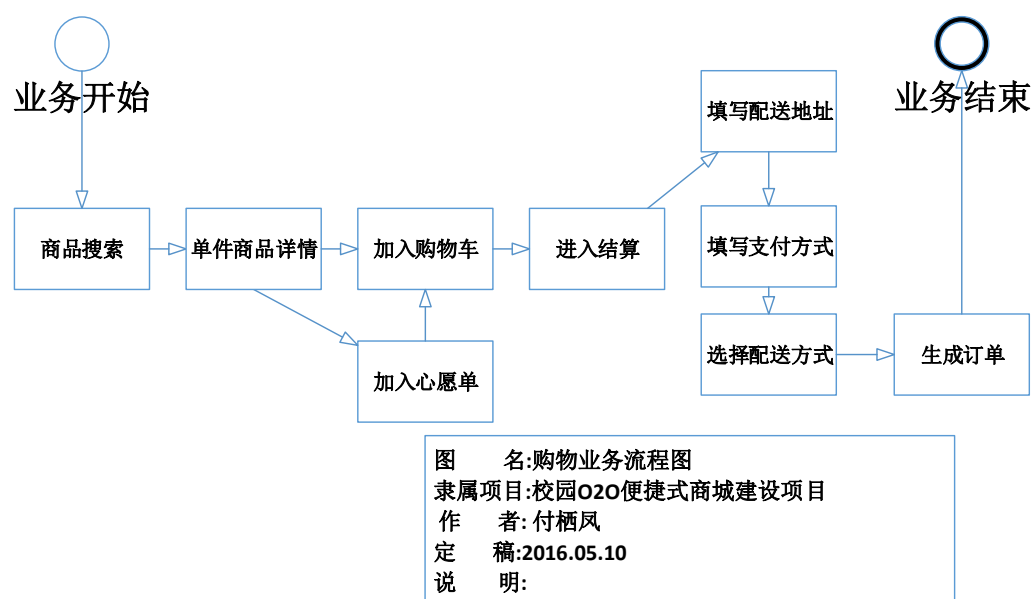 业务开始
业务结束
填写配送地址
商品搜索
单件商品详情
加入购物车
进入结算
填写支付方式
加入心愿单
选择配送方式
生成订单
图 名:购物业务流程图
隶属项目:校园O2O便捷式商城建设项目
作 者: 付栖凤
定 稿:2016.05.10
说 明: